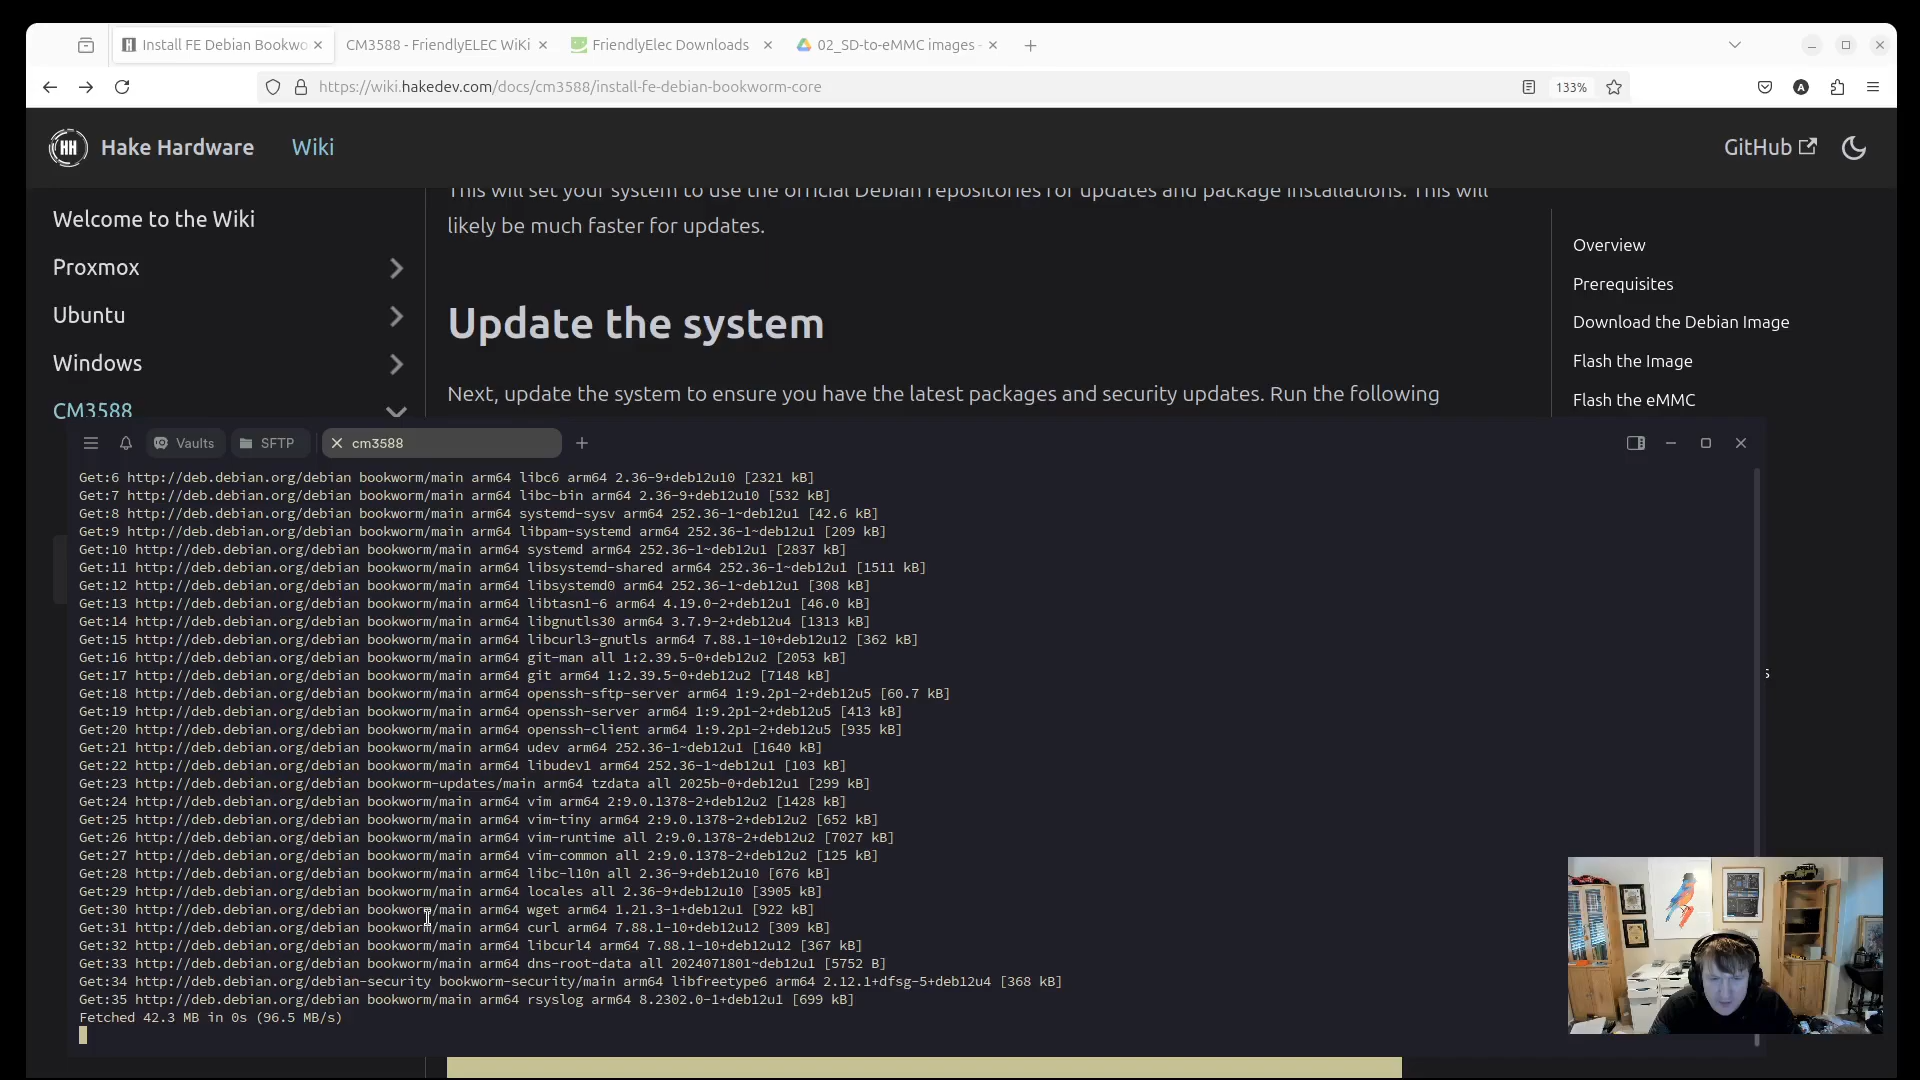 Install FE Debian Bookwo
CM3588 - FriendlyELEC WiKi
FriendlyElec Downloads
02_SD-to-eMMC images -
https://wiki.hakedev.com/docs/cm3588/install-fe-debian-bookworm-core
133%
A
HH
Hake Hardware
Wiki
GitHub
This will set your system to use the official Debian repositories for updates and package installations. This will
likely be much faster for updates.
Welcome to the Wiki
Proxmox
Ubuntu
Windows
CM3588
Update the system
Next, update the system to ensure you have the latest packages and security updates. Run the following
Overview
Prerequisites
Download the Debian Image
Flash the Image
Flash the eMMC
Vaults
SFTP
cm3588
Get:6 http://deb.debian.org/debian bookworm/main arm64 libc6 arm64 2.36-9+deb12u10 [2321 kB]
Get:7 http://deb.debian.org/debian bookworm/main arm64 libc-bin arm64 2.36-9+deb12u10 [532 kB]
Get:8 http://deb.debian.org/debian bookworm/main arm64 systemd-sysv arm64 252.36-1~deb12u1 [42.6 kB]
Get:9 http://deb.debian.org/debian bookworm/main arm64 libpam-systemd arm64 252.36-1~deb12u1 [209 kB]
Get:10 http://deb.debian.org/debian bookworm/main arm64 systemd arm64 252.36-1~deb12u1 [2837 kB]
Get:11 http://deb.debian.org/debian bookworm/main arm64 libsystemd-shared arm64 252.36-1~deb12u1 [1511 kB]
Get:12 http://deb.debian.org/debian bookworm/main arm64 libsystemd0 arm64 252.36-1~deb12u1 [308 kB]
Get:13 http://deb.debian.org/debian bookworm/main arm64 libtasn1-6 arm64 4.19.0-2+deb12u1 [46.0 kB]
Get:14 http://deb.debian.org/debian bookworm/main arm64 libgnutls30 arm64 3.7.9-2+deb12u4 [1313 kB]
Get:15 http://deb.debian.org/debian bookworm/main arm64 libcurl3-gnutls arm64 7.88.1-10+deb12u12 [362 kB]
Get:16 http://deb.debian.org/debian bookworm/main arm64 git-man all 1:2.39.5-0+deb12u2 [2053 kB]
Get:17 http://deb.debian.org/debian bookworm/main arm64 git arm64 1:2.39.5-0+deb12u2 [7148 kB]
Get:18 http://deb.debian.org/debian bookworm/main arm64 openssh-sftp-server arm64 1:9.2p1-2+deb12u5 [60.7 kB]
Get:19 http://deb.debian.org/debian bookworm/main arm64 openssh-server arm64 1:9.2p1-2+deb12u5 [413 kB]
Get:20 http://deb.debian.org/debian bookworm/main arm64 openssh-client arm64 1:9.2p1-2+deb12u5 [935 kB]
Get:21 http://deb.debian.org/debian bookworm/main arm64 udev arm64 252.36-1~deb12u1 [1640 kB]
Get:22 http://deb.debian.org/debian bookworm/main arm64 libudev1 arm64 252.36-1~deb12u1 [103 kB]
Get:23 http://deb.debian.org/debian bookworm-updates/main arm64 tzdata all 2025b-0+deb12u1 [299 kB]
Get:24 http://deb.debian.org/debian bookworm/main arm64 vim arm64 2:9.0.1378-2+deb12u2 [1428 kB]
Get:25 http://deb.debian.org/debian bookworm/main arm64 vim-tiny arm64 2:9.0.1378-2+deb12u2 [652 kB]
Get:26 http://deb.debian.org/debian bookworm/main arm64 vim-runtime all 2:9.0.1378-2+deb12u2 [7027 kB]
Get:27 http://deb.debian.org/debian bookworm/main arm64 vim-common all 2:9.0.1378-2+deb12u2 [125 kB]
Get:28 http://deb.debian.org/debian bookworm/main arm64 libc-l10n all 2.36-9+deb12u10 [676 kB]
Get:29 http://deb.debian.org/debian bookworm/main arm64 locales all 2.36-9+deb12u10 [3905 kB]
Get:30 http://deb.debian.org/debian bookworm/main arm64 wget arm64 1.21.3-1+deb12u1 [922 kB]
Get:31 http://deb.debian.org/debian bookworm/main arm64 curl arm64 7.88.1-10+deb12u12 [309 kB]
Get:32 http://deb.debian.org/debian bookworm/main arm64 libcurl4 arm64 7.88.1-10+deb12u12 [367 kB]
Get:33 http://deb.debian.org/debian bookworm/main arm64 dns-root-data all 2024071801~deb12u1 [5752 B]
Get:34 http://deb.debian.org/debian-security bookworm-security/main arm64 libfreetype6 arm64 2.12.1+dfsg-5+deb12u4 [368 kB]
Get:35 http://deb.debian.org/debian bookworm/main arm64 rsyslog arm64 8.2302.0-1+deb12u1 [699 kB]
Fetched 42.3 MB in 0s (96.5 MB/s)